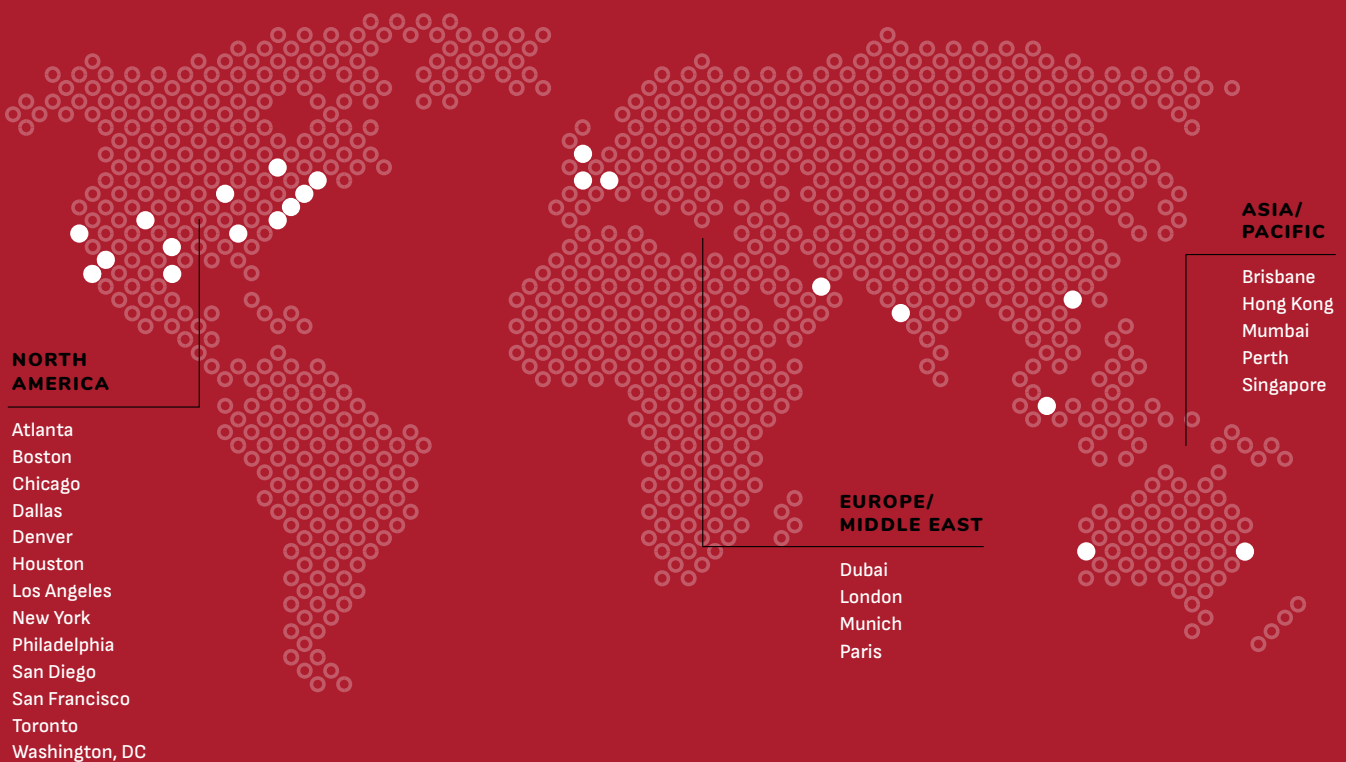 NORTH
AMERICA
Atlanta
Boston
Chicago
Dallas
Denver
Houston
Los Angeles
New York
Philadelphia
San Diego
San Francisco
Toronto
Washington, DC
EUROPE/
MIDDLE EAST
Dubai
London
Munich
Paris
ASIA/
PACIFIC
Brisbane
Hong Kong
Mumbai
Perth
Singapore